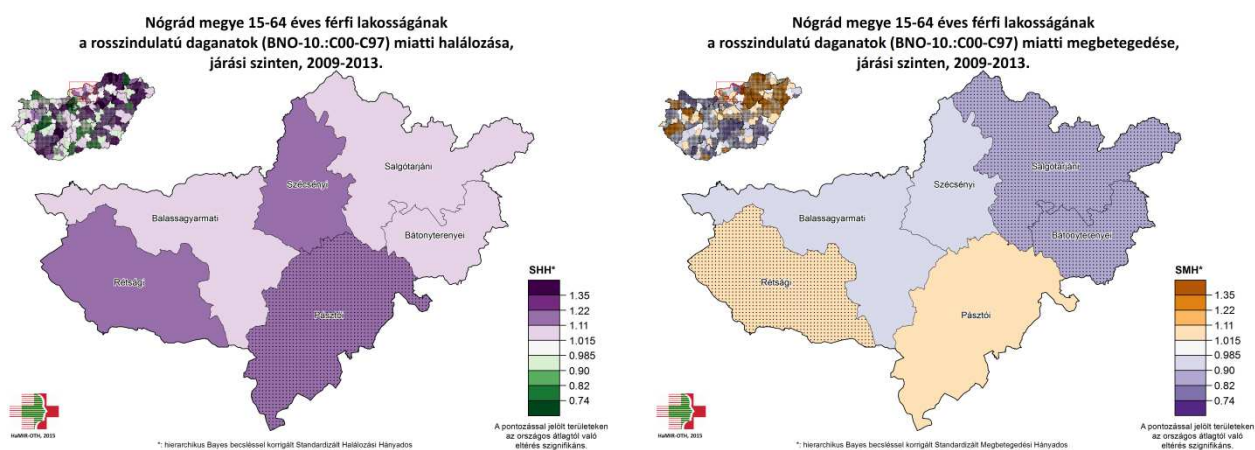 Nógrád megye 15-64 éves férfi lakosságának
a rosszindulatú daganatok (BNO-10.:C00-C97) miatti halálozása,
járási szinten, 2009-2013.
Salgótarjáni
Szécsényi
Balassagyarmati
Bátonyterenyei
Rétsági
Pásztói
SHH*
1.35
1.22
1.11
1.015
0.985
0.90
0.82
0.74
A pontozással jelölt területeken
az országos átlagtól való
eltérés szignifikáns.
HaMIR-OTH, 2015
*: hierarchikus Bayes becsléssel korrigált Standardizált Halálozási Hányados
Nógrád megye 15-64 éves férfi lakosságának
a rosszindulatú daganatok (BNO-10.:C00-C97) miatti megbetegedése,
járási szinten, 2009-2013.
Salgótarjáni
Szécsényi
Balassagyarmati
Bátonyterenyei
Rétsági
Pásztói
SMH*
1.35
1.22
1.11
1.015
0.985
0.90
0.82
0.74
A pontozással jelölt területeken
az országos átlagtól való
eltérés szignifikáns.
HaMIR-OTH, 2015
*: hierarchikus Bayes becsléssel korrigált Standardizált Megbetegedési Hányados